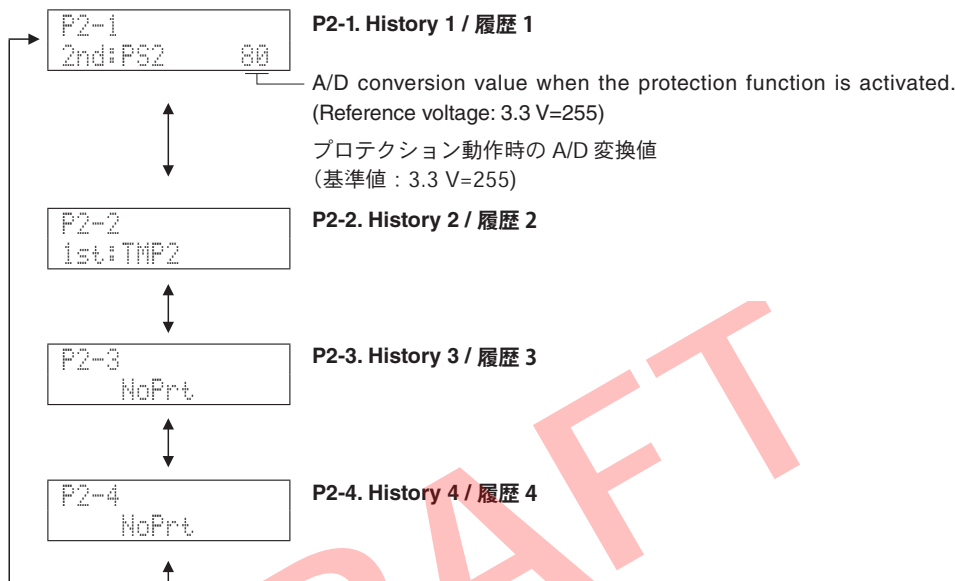 P2-1
2nd:PS2 80
P2-1. History 1 / 履歴 1
A/D conversion value when the protection function is activated.
(Reference voltage: 3.3 V=255)
プロテクション動作時の A/D 変換値
（基準値：3.3 V=255)
P2-2
1st:TMP2
P2-2. History 2 / 履歴 2
P2-3
NoPrt
P2-3. History 3 / 履歴 3
P2-4
NoPrt
P2-4. History 4 / 履歴 4
RAFT